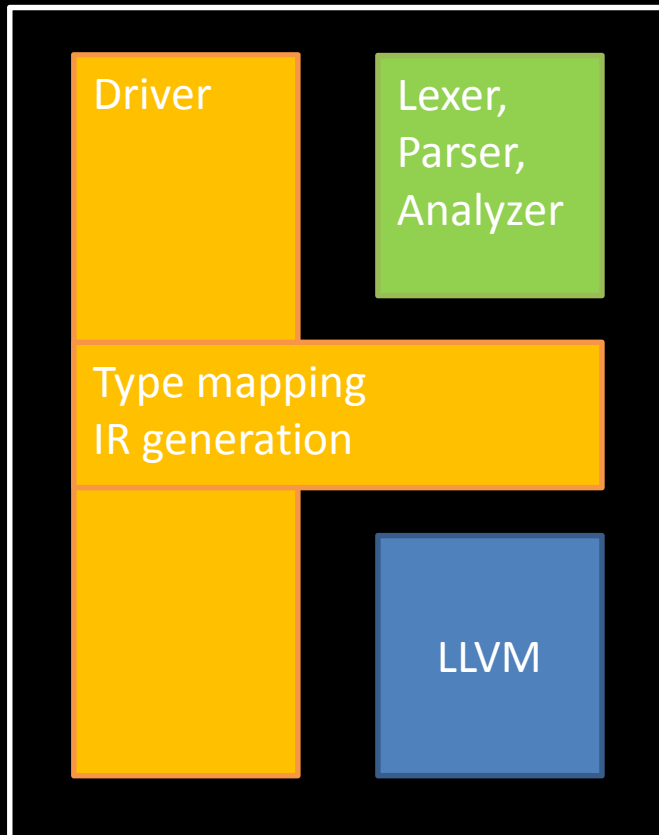 Driver
Lexer,
Parser,
Analyzer
Type mapping
IR generation
LLVM